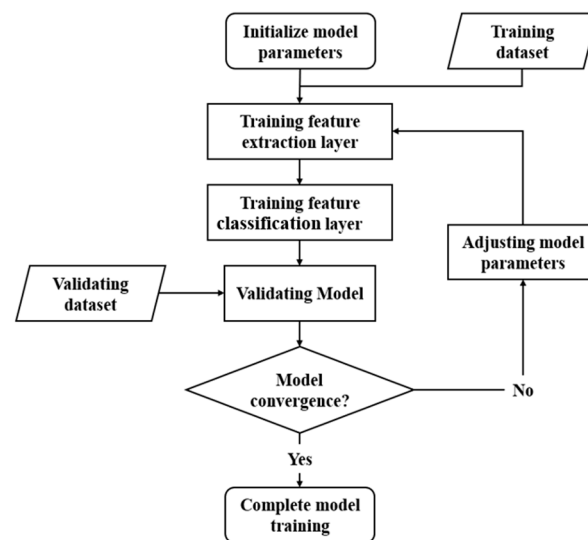 Initialize model
parameters
Training
dataset
Training feature
extraction layer
Training feature
classification layer
Adjusting model
parameters
Validating
dataset
Validating Model
Model
convergence?
No
Yes
Complete model
training